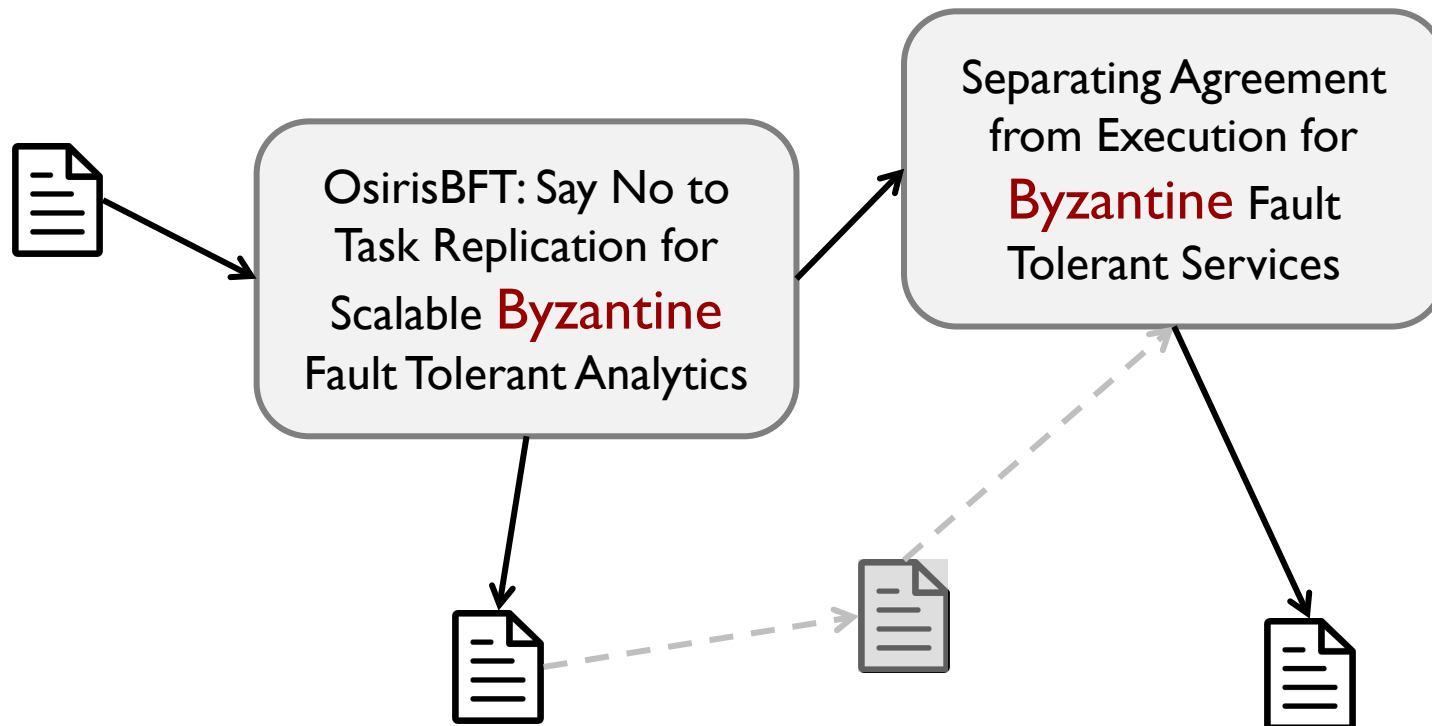 OsirisBFT: Say No to
Task Replication for
Scalable Byzantine
Fault Tolerant Analytics
Separating Agreement
from Execution for
Byzantine Fault
Tolerant Services